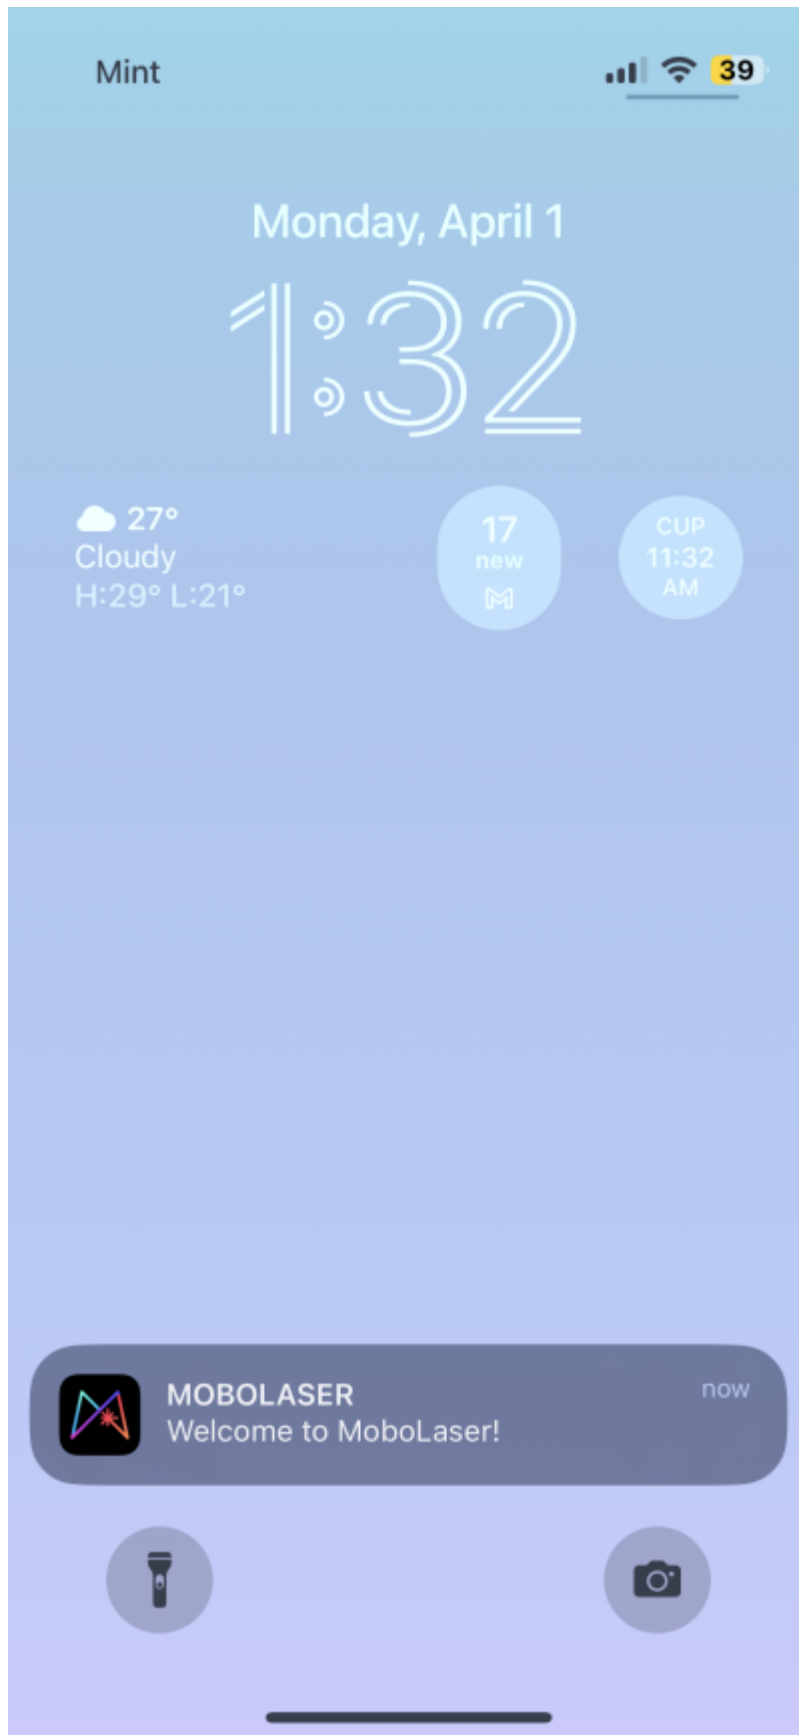 Mint
39
Monday, April 1
1:32
27°
Cloudy
H:29° L:21°
17
new
CUP
11:32
AM
MOBOLASER
now
Welcome to MoboLaser!